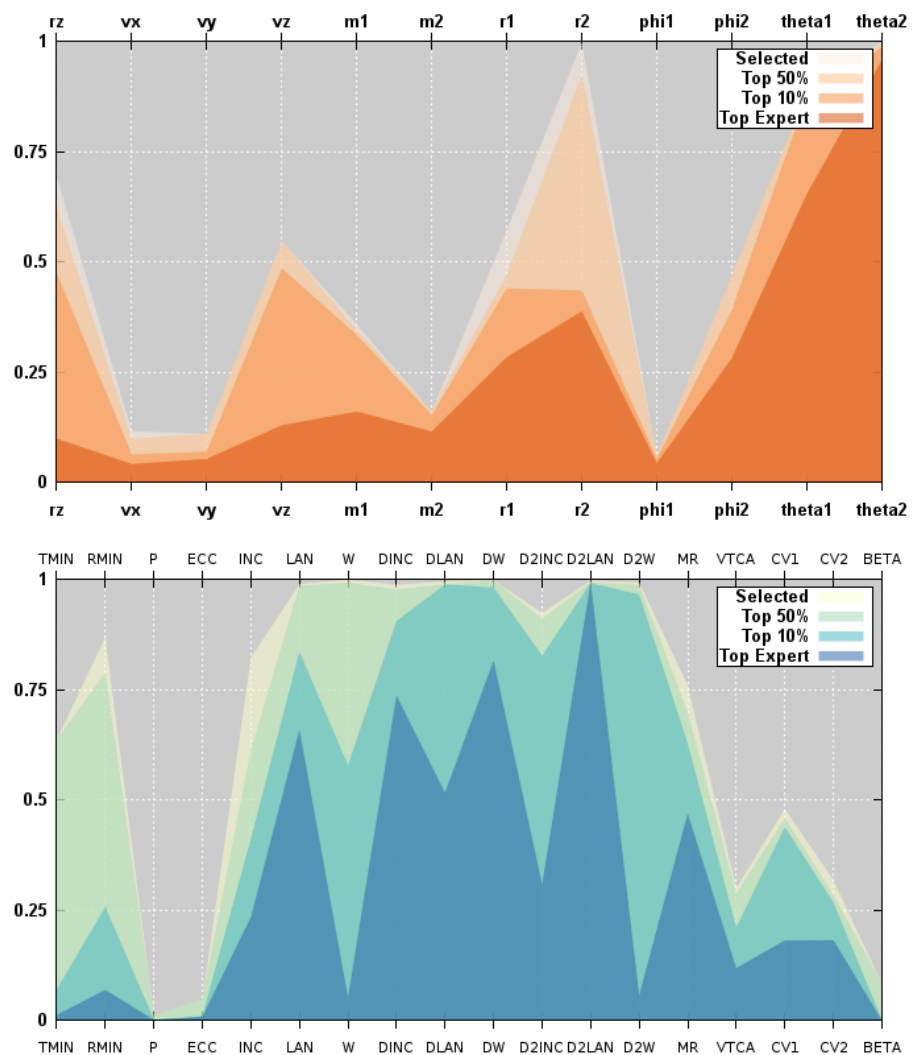 rz vx vy vz m1 m2 r1 r2 phi1 phi2 theta1 theta2
1
Selected
Top 50%
Top 10%
Top Expert
0.75
0.5
0.25
0
rz vx vy vz m1 m2 r1 r2 phi1 phi2 theta1 theta2
TMIN RMIN P ECC INC LAN W DINC DLAN DW D2INC D2LAN D2W MR VTCA CV1 CV2 BETA
1
Selected
Top 50%
Top 10%
Top Expert
0.75
0.5
0.25
0
TMIN RMIN P ECC INC LAN W DINC DLAN DW D2INC D2LAN D2W MR VTCA CV1 CV2 BETA